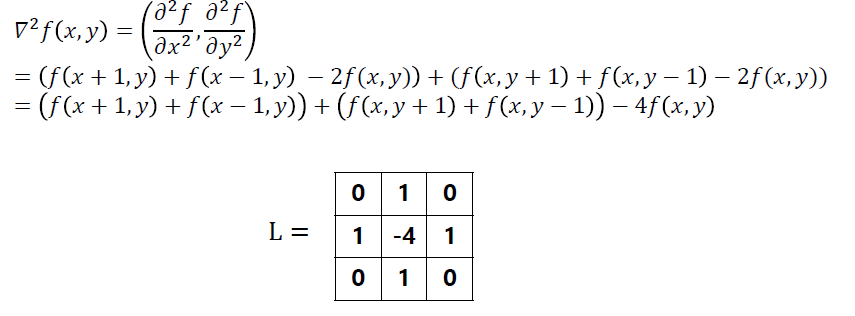 ∇²f(x, y) = (∂²f/∂x², ∂²f/∂y²)
= (f(x + 1, y) + f(x − 1, y) − 2f(x, y)) + (f(x, y + 1) + f(x, y − 1) − 2f(x, y))
= (f(x + 1, y) + f(x − 1, y)) + (f(x, y + 1) + f(x, y − 1)) − 4f(x, y)
0 1 0
L = 1 -4 1
0 1 0